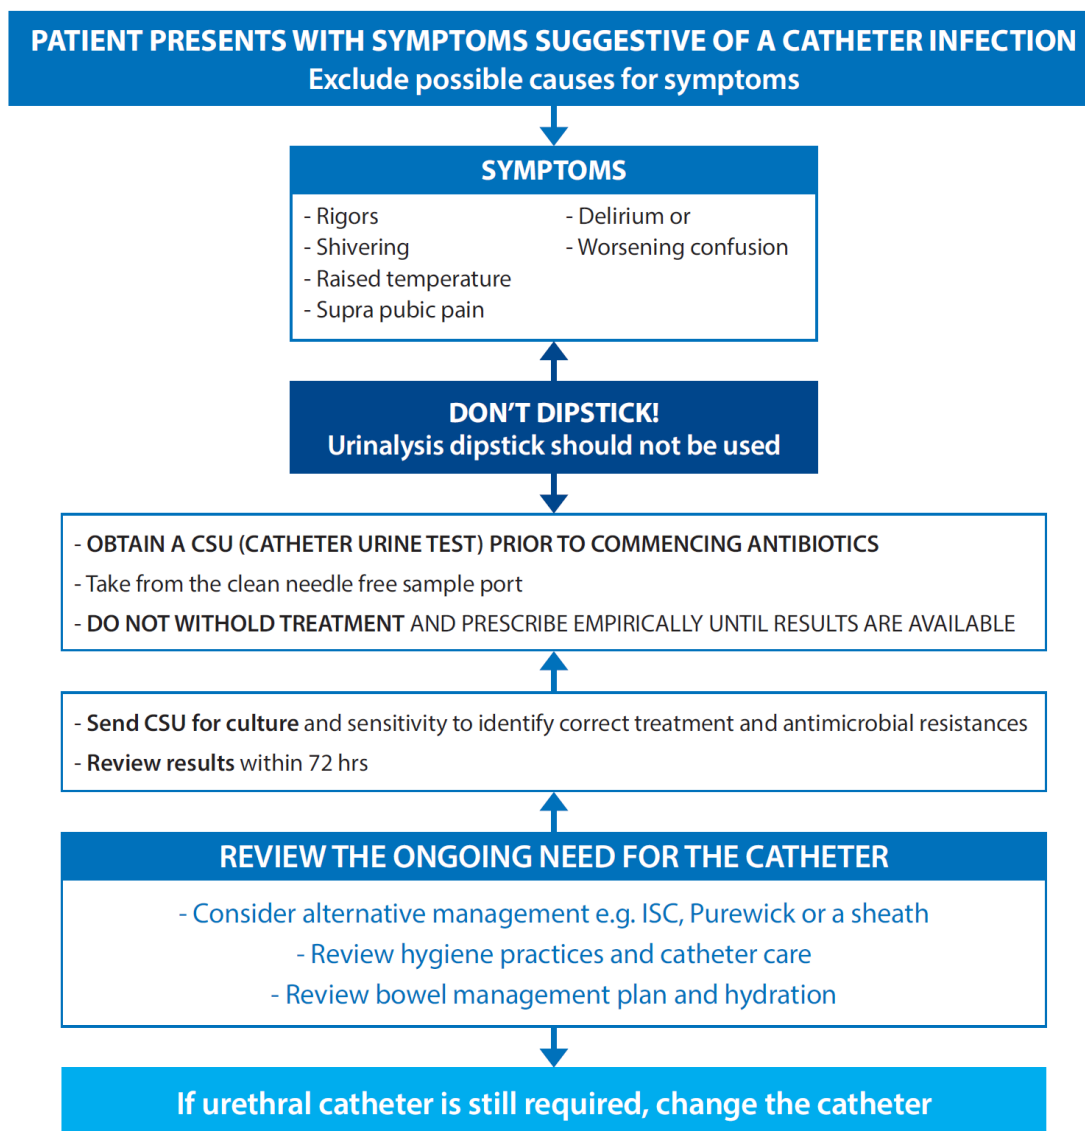 PATIENT PRESENTS WITH SYMPTOMS SUGGESTIVE OF A CATHETER INFECTION
Exclude possible causes for symptoms
SYMPTOMS
- Rigors
- Shivering
- Raised temperature
- Supra pubic pain
- Delirium or
- Worsening confusion
DON'T DIPSTICK!
Urinalysis dipstick should not be used
- OBTAIN A CSU (CATHETER URINE TEST) PRIOR TO COMMENCING ANTIBIOTICS
- Take from the clean needle free sample port
- DO NOT WITHOLD TREATMENT AND PRESCRIBE EMPIRICALLY UNTIL RESULTS ARE AVAILABLE
- Send CSU for culture and sensitivity to identify correct treatment and antimicrobial resistances
- Review results within 72 hrs
REVIEW THE ONGOING NEED FOR THE CATHETER
- Consider alternative management e.g. ISC, Purewick or a sheath
- Review hygiene practices and catheter care
- Review bowel management plan and hydration
If urethral catheter is still required, change the catheter